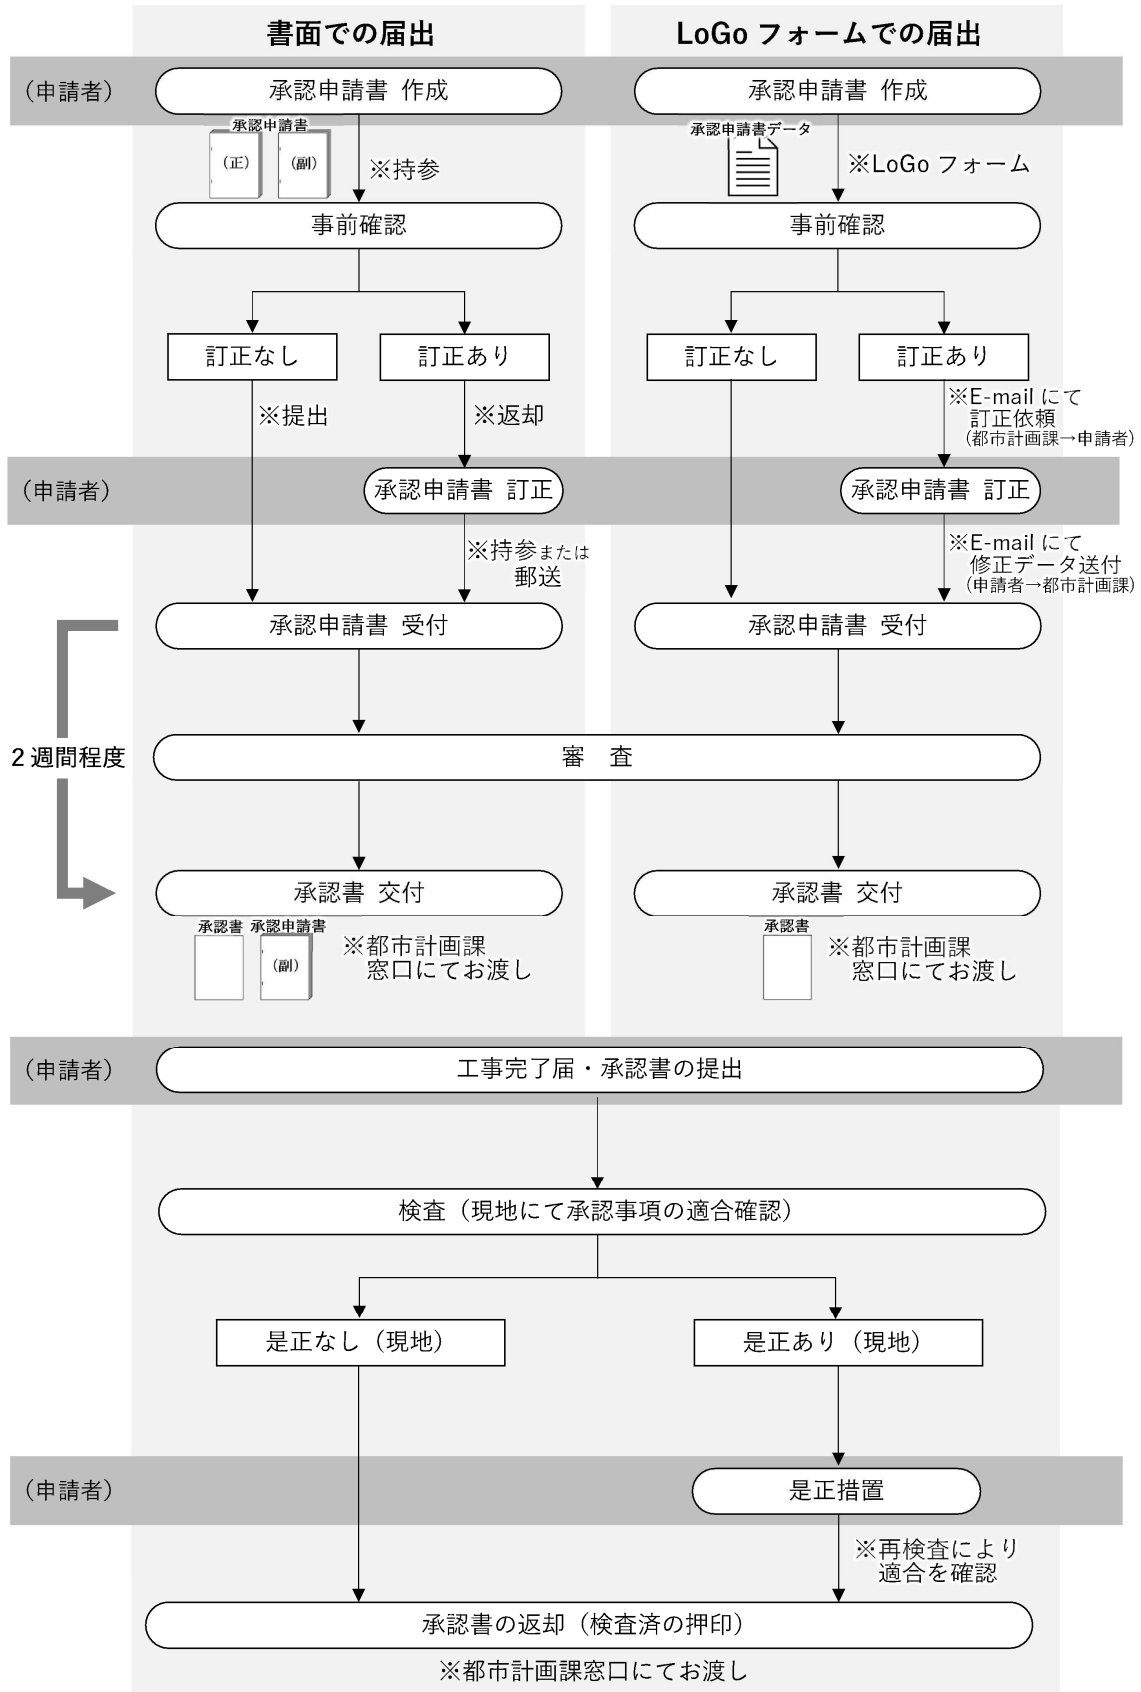 書面での届出
LoGo フォームでの届出
（申請者）
承認申請書 作成
承認申請書 作成
承認申請書
（正）
（副）
※持参
承認申請書データ
※LoGo フォーム
事前確認
事前確認
訂正なし
訂正あり
訂正なし
訂正あり
※提出
※返却
※E-mail にて
訂正依頼
（都市計画課→申請者）
（申請者）
承認申請書 訂正
承認申請書 訂正
※持参または
郵送
※E-mail にて
修正データ送付
（申請者→都市計画課）
承認申請書 受付
承認申請書 受付
2 週間程度
審　査
承認書 交付
承認書 交付
承認書
承認申請書
（副）
※都市計画課
窓口にてお渡し
承認書
※都市計画課
窓口にてお渡し
（申請者）
工事完了届・承認書の提出
検査（現地にて承認事項の適合確認）
是正なし（現地）
是正あり（現地）
（申請者）
是正措置
※再検査により
適合を確認
承認書の返却（検査済の押印）
※都市計画課窓口にてお渡し